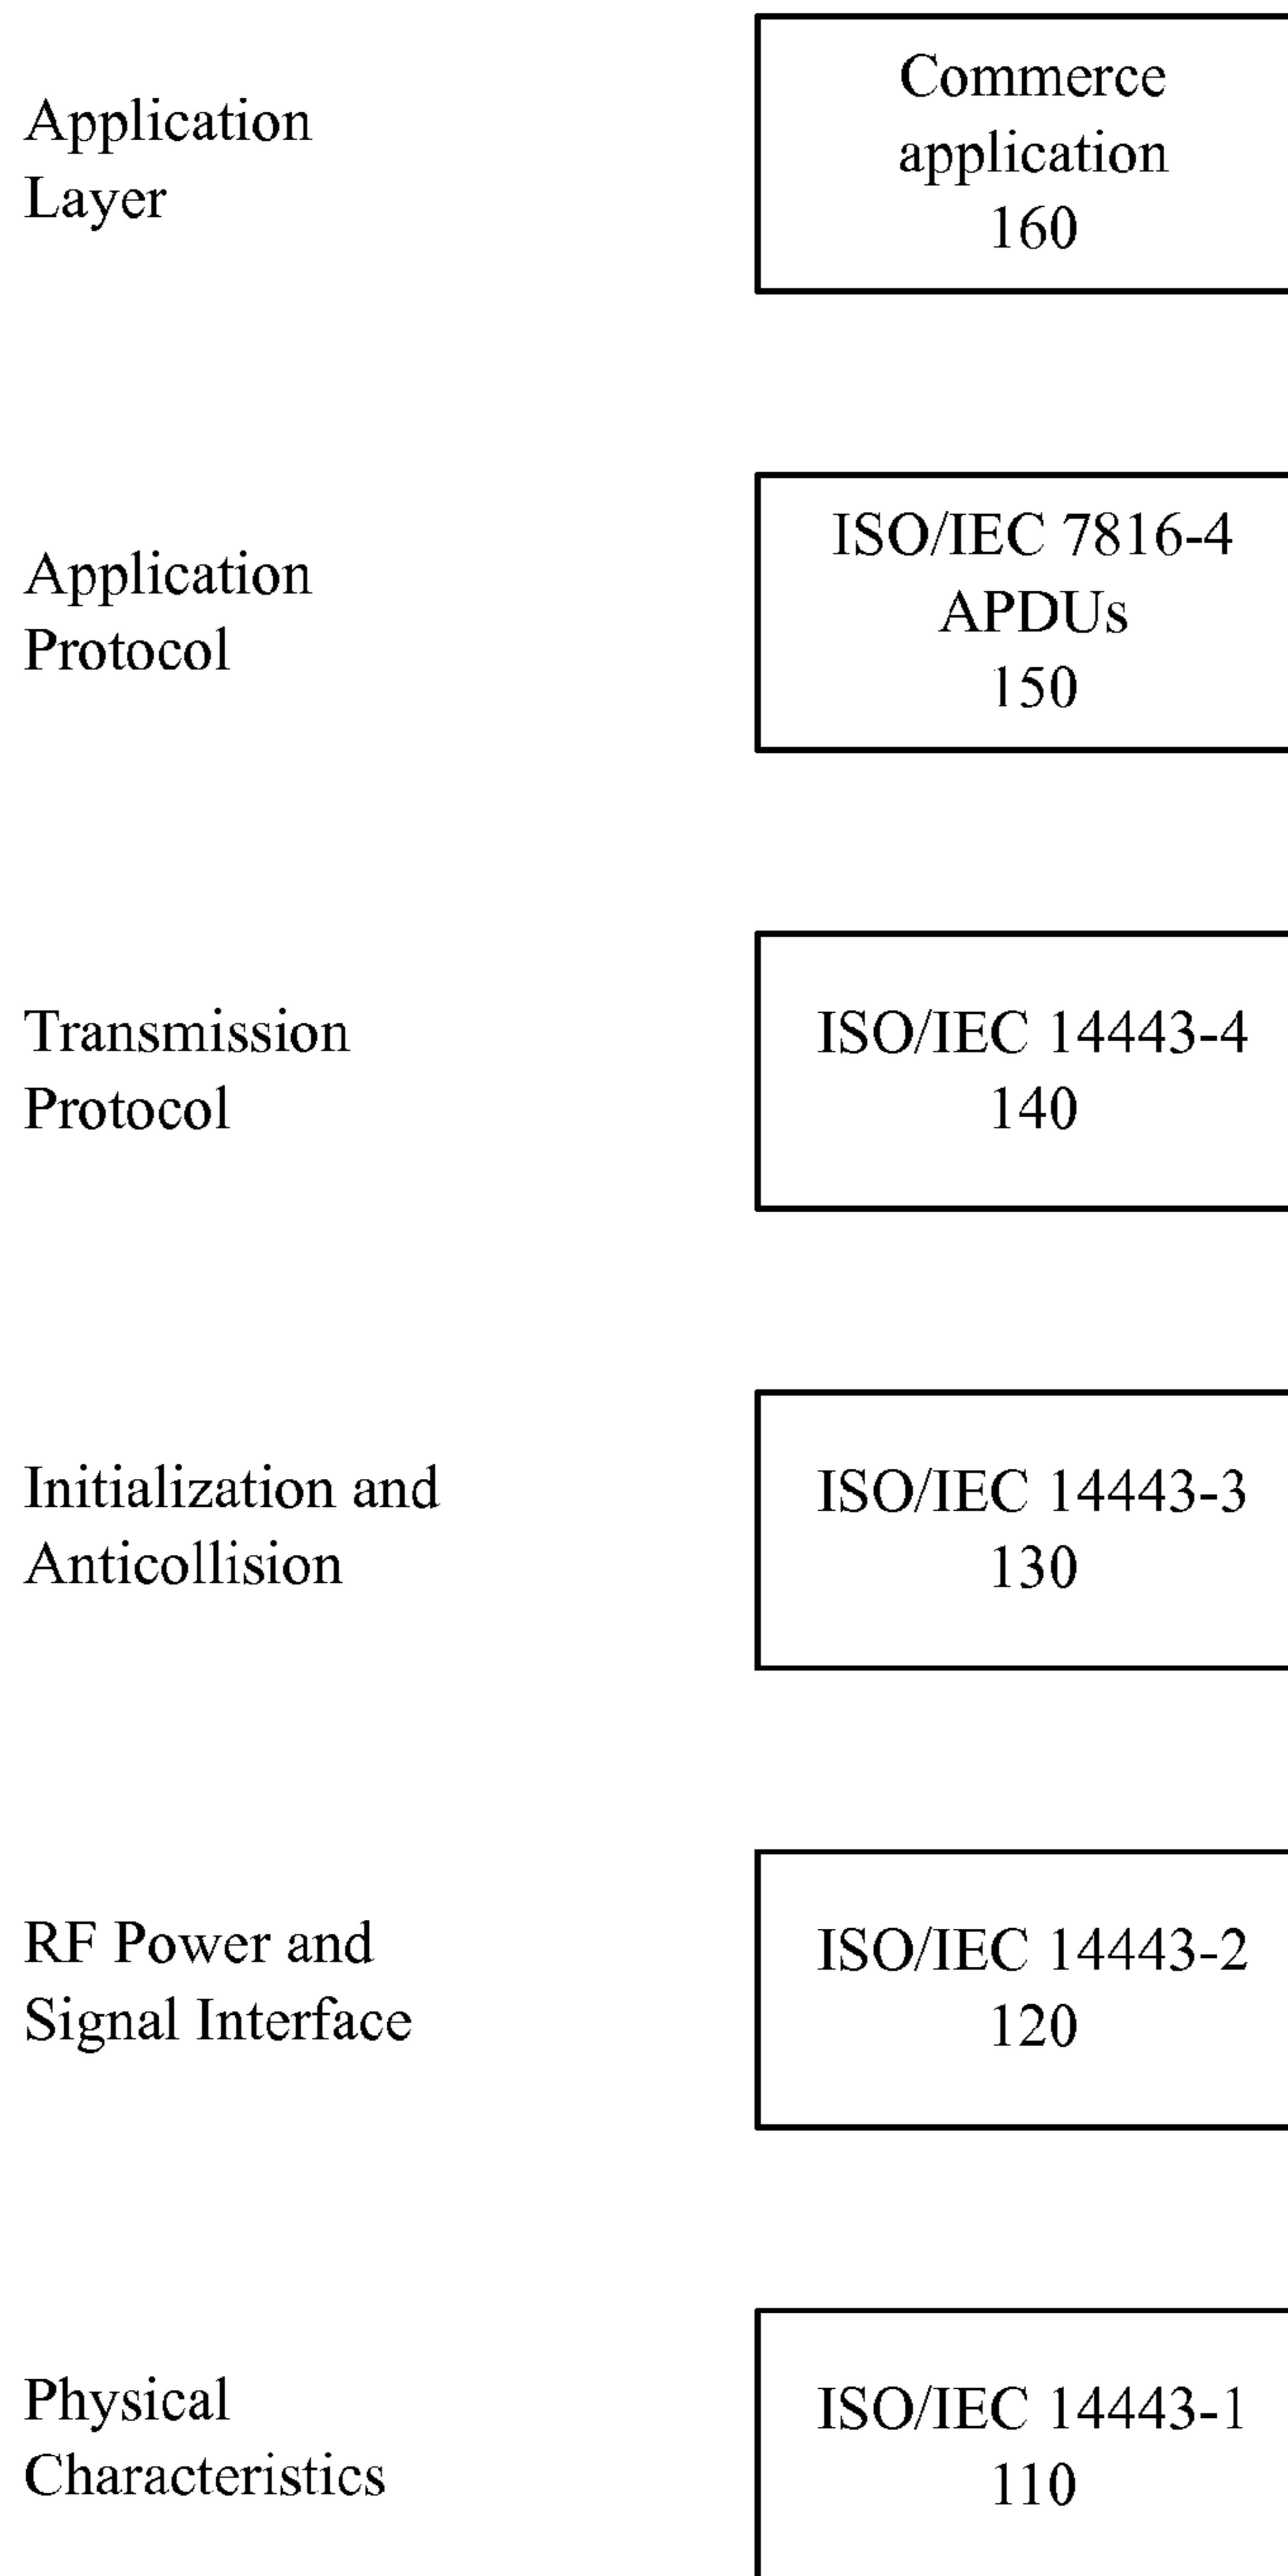 Application
Layer
Commerce
application
160
Application
Protocol
ISO/IEC 7816-4
APDUs
150
Transmission
Protocol
ISO/IEC 14443-4
140
Initialization and
Anticollision
ISO/IEC 14443-3
130
RF Power and
Signal Interface
ISO/IEC 14443-2
120
Physical
Characteristics
ISO/IEC 14443-1
110